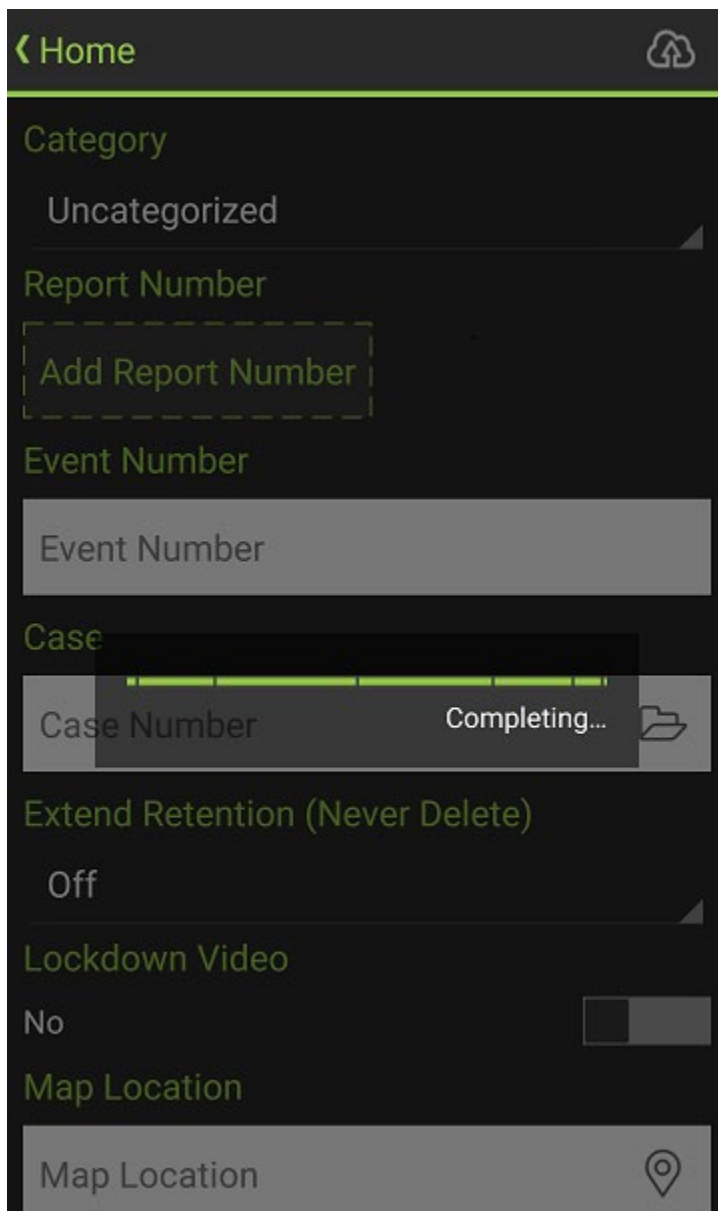 Home
Category
Uncategorized
Report Number
Add Report Number
Event Number
Event Number
Case
Case Number
Completing...
Extend Retention (Never Delete)
Off
Lockdown Video
No
Map Location
Map Location